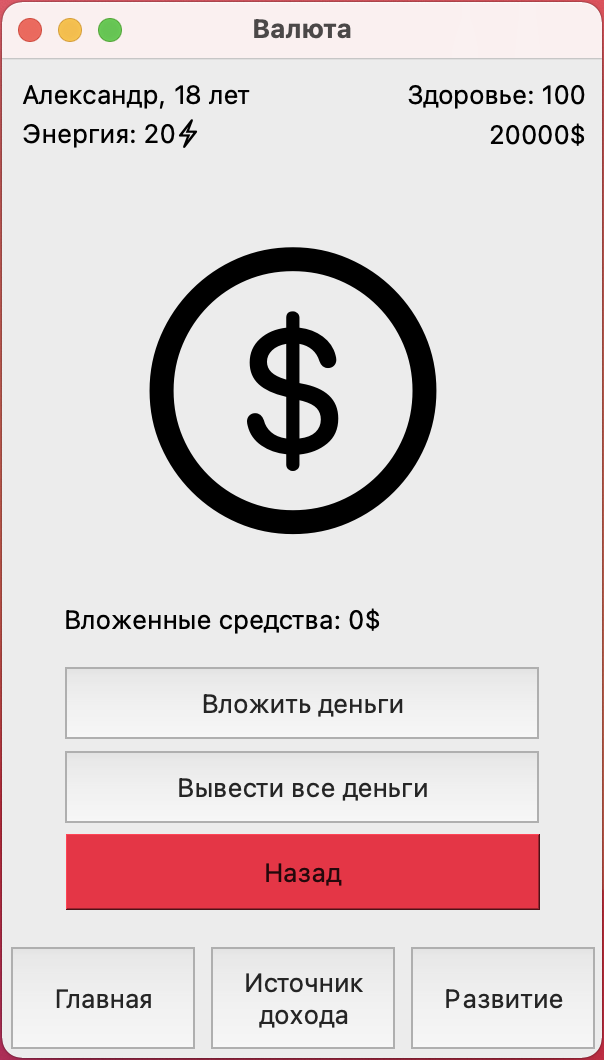 Валюта
Александр, 18 лет
Здоровье: 100
Энергия: 20⚡
20000$
$
Вложенные средства: 0$
Вложить деньги
Вывести все деньги
Назад
Главная
Источник
дохода
Развитие